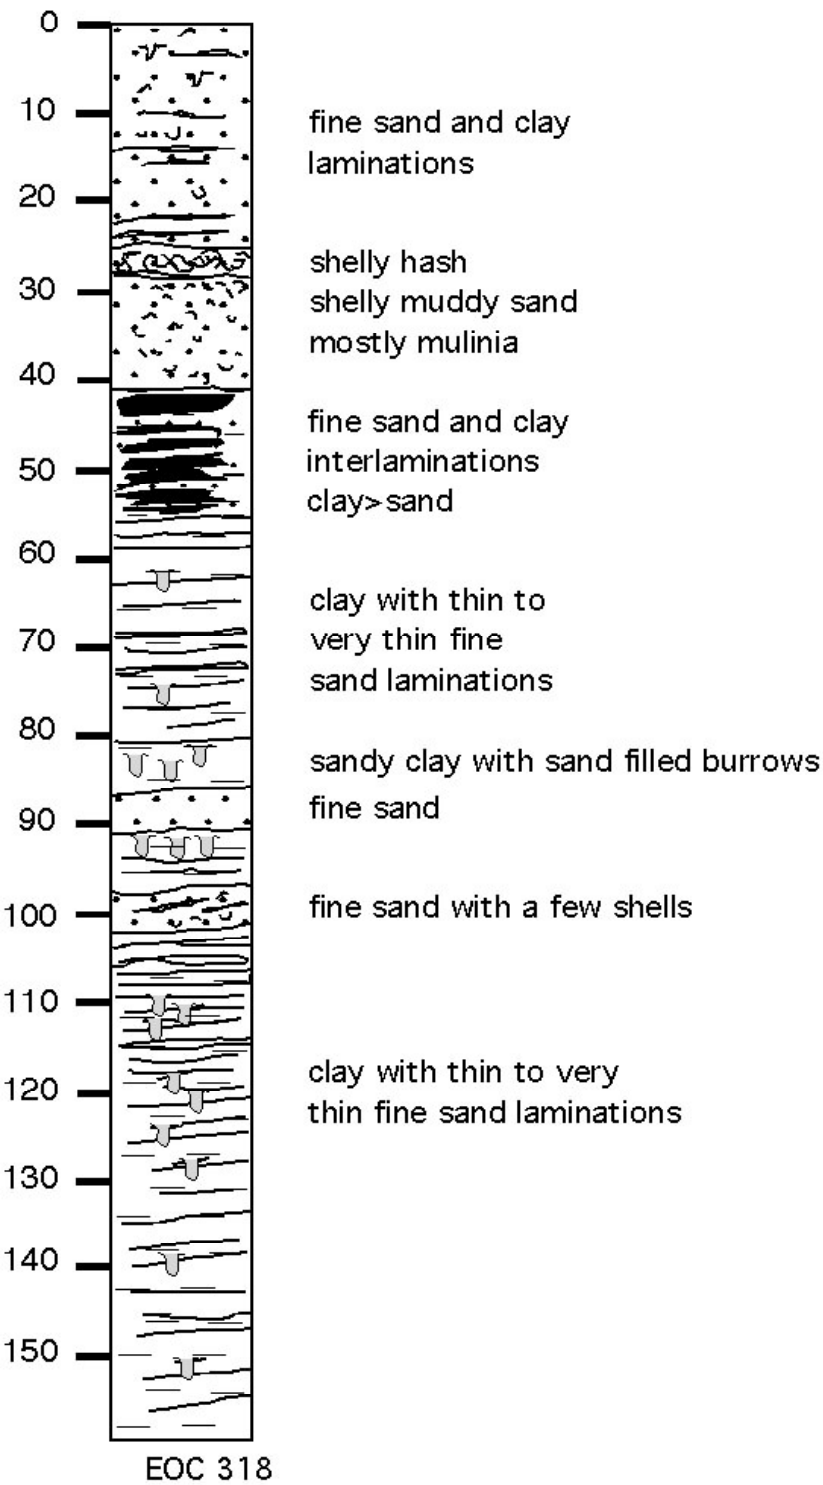 0
10
fine sand and clay
laminations
20
shelly hash
30
shelly muddy sand
mostly mulinia
40
fine sand and clay
interlaminations
50
clay>sand
60
clay with thin to
very thin fine
70
sand laminations
80
sandy clay with sand filled burrows
fine sand
90
fine sand with a few shells
100
110
clay with thin to very
120
thin fine sand laminations
130
140
150
EOC 318